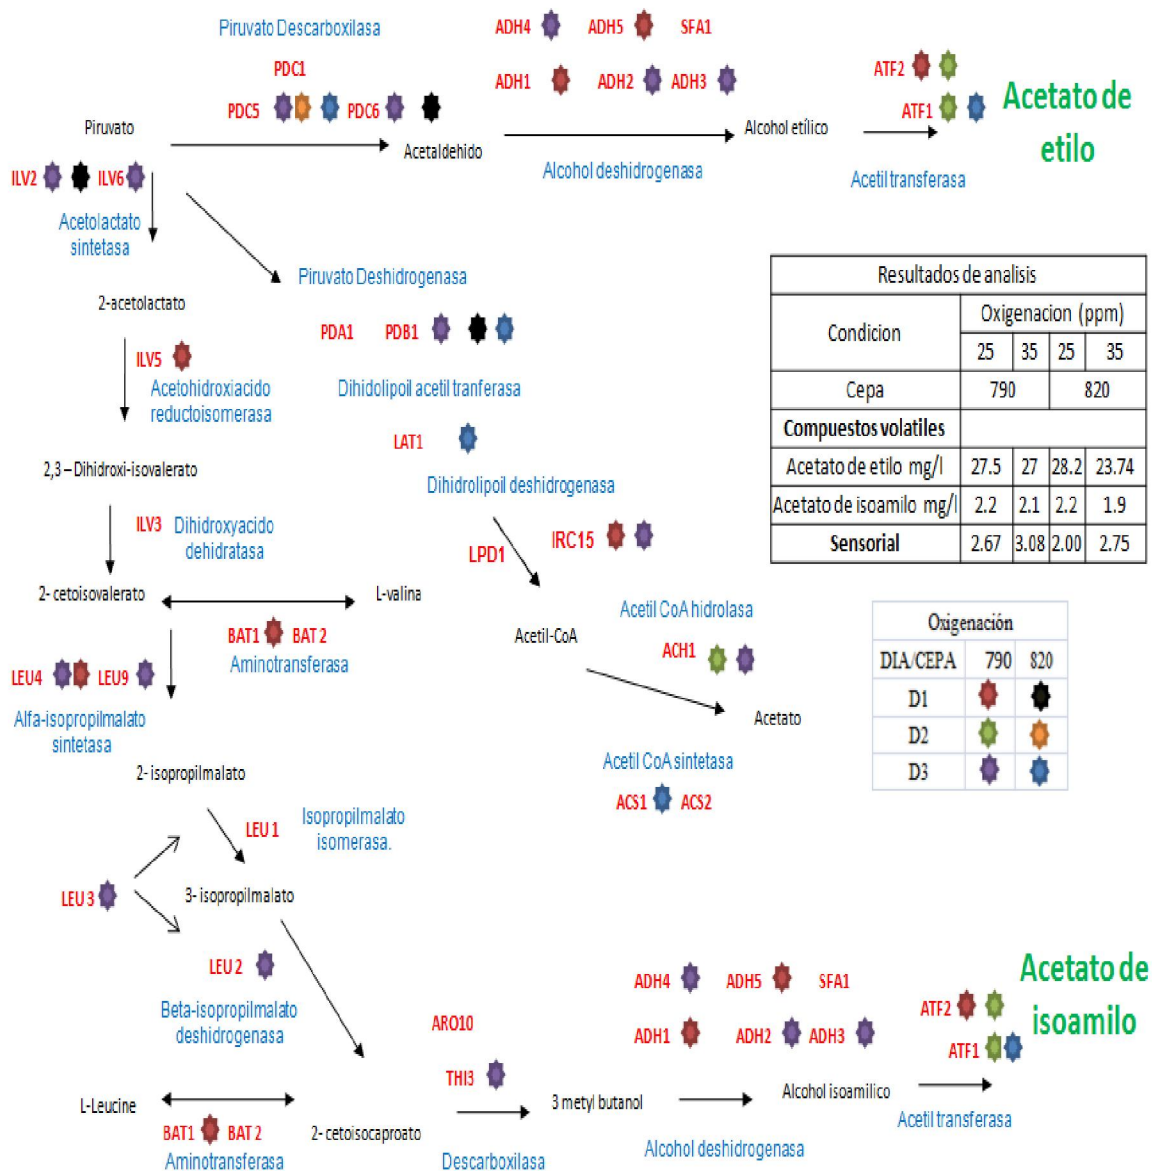 Piruvato Descarboxilasa
ADH4 ADH5 SFA1
PDC1
ADH1 ADH2 ADH3
ATF2
PDC5 PDC6
ATF1
Acetato de
etilo
Piruvato
Acetaldehido
Alcohol etílico
Alcohol deshidrogenasa
Acetil transferasa
ILV2 ILV6
Acetolactato
sintetasa
Piruvato Deshidrogenasa
2-acetolactato
PDA1 PDB1
ILV5
Acetohidroxiacido
reductoisomerasa
Dihidolipoil acetil tranferasa
LAT1
2,3 – Dihidroxi-isovalerato
Dihidrolipoil deshidrogenasa
ILV3 Dihidroxyacido
dehidratasa
LPD1
IRC15
2- cetoisovalerato
L-valina
BAT1 BAT 2
Aminotransferasa
Acetil-CoA
Acetil CoA hidrolasa
ACH1
LEU4 LEU9
Alfa-isopropilmalato
sintetasa
Acetato
Acetil CoA sintetasa
ACS1 ACS2
2- isopropilmalato
LEU 1
Isopropilmalato
isomerasa.
LEU 3
3- isopropilmalato
LEU 2
Beta-isopropilmalato
deshidrogenasa
Resultados de analisis
Condicion
Oxigenacion (ppm)
25 35 25 35
Cepa 790 820
Compuestos volatiles
Acetato de etilo mg/l 27.5 27 28.2 23.74
Acetato de isoamilo mg/l 2.2 2.1 2.2 1.9
Sensorial 2.67 3.08 2.00 2.75
Oxigenación
DIA/CEPA 790 820
D1
D2
D3
ARO10
THI3
ADH4 ADH5 SFA1
ADH1 ADH2 ADH3
ATF2
ATF1
Acetato de
isoamilo
L-Leucine
BAT1 BAT 2
Aminotransferasa
2- cetoisocaproato
Descarboxilasa
3 metyl butanol
Alcohol deshidrogenasa
Alcohol isoamilico
Acetil transferasa